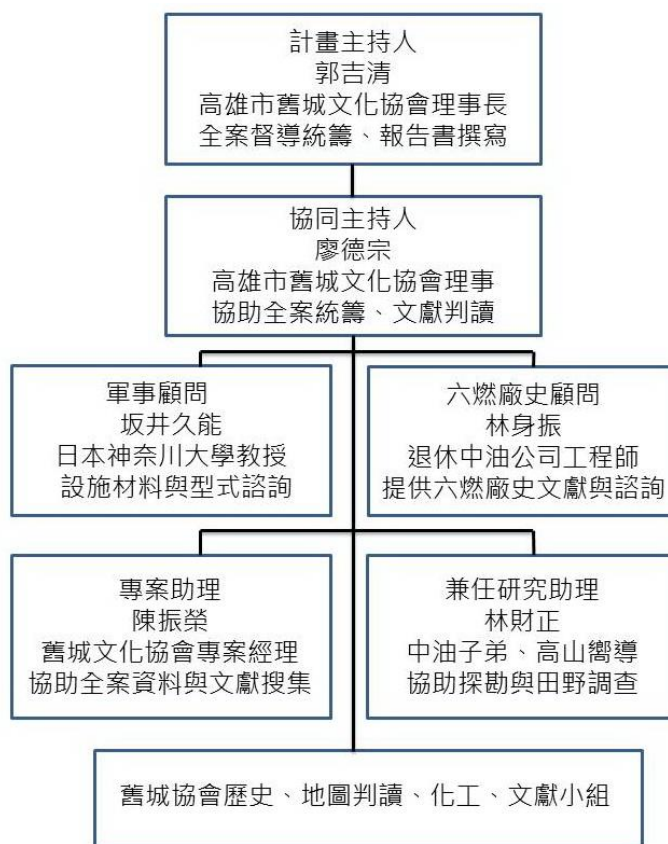 計畫主持人
郭吉清
高雄市舊城文化協會理事長
全案督導統籌、報告書撰寫
協同主持人
廖德宗
高雄市舊城文化協會理事
協助全案統籌、文獻判讀
軍事顧問
坂井久能
日本神奈川大學教授
設施材料與型式諮詢
六燃廠史顧問
林身振
退休中油公司工程師
提供六燃廠史文獻與諮詢
專案助理
陳振榮
舊城文化協會專案經理
協助全案資料與文獻搜集
兼任研究助理
林財正
中油子弟、高山嚮導
協助探勘與田野調查
舊城協會歷史、地圖判讀、化工、文獻小組